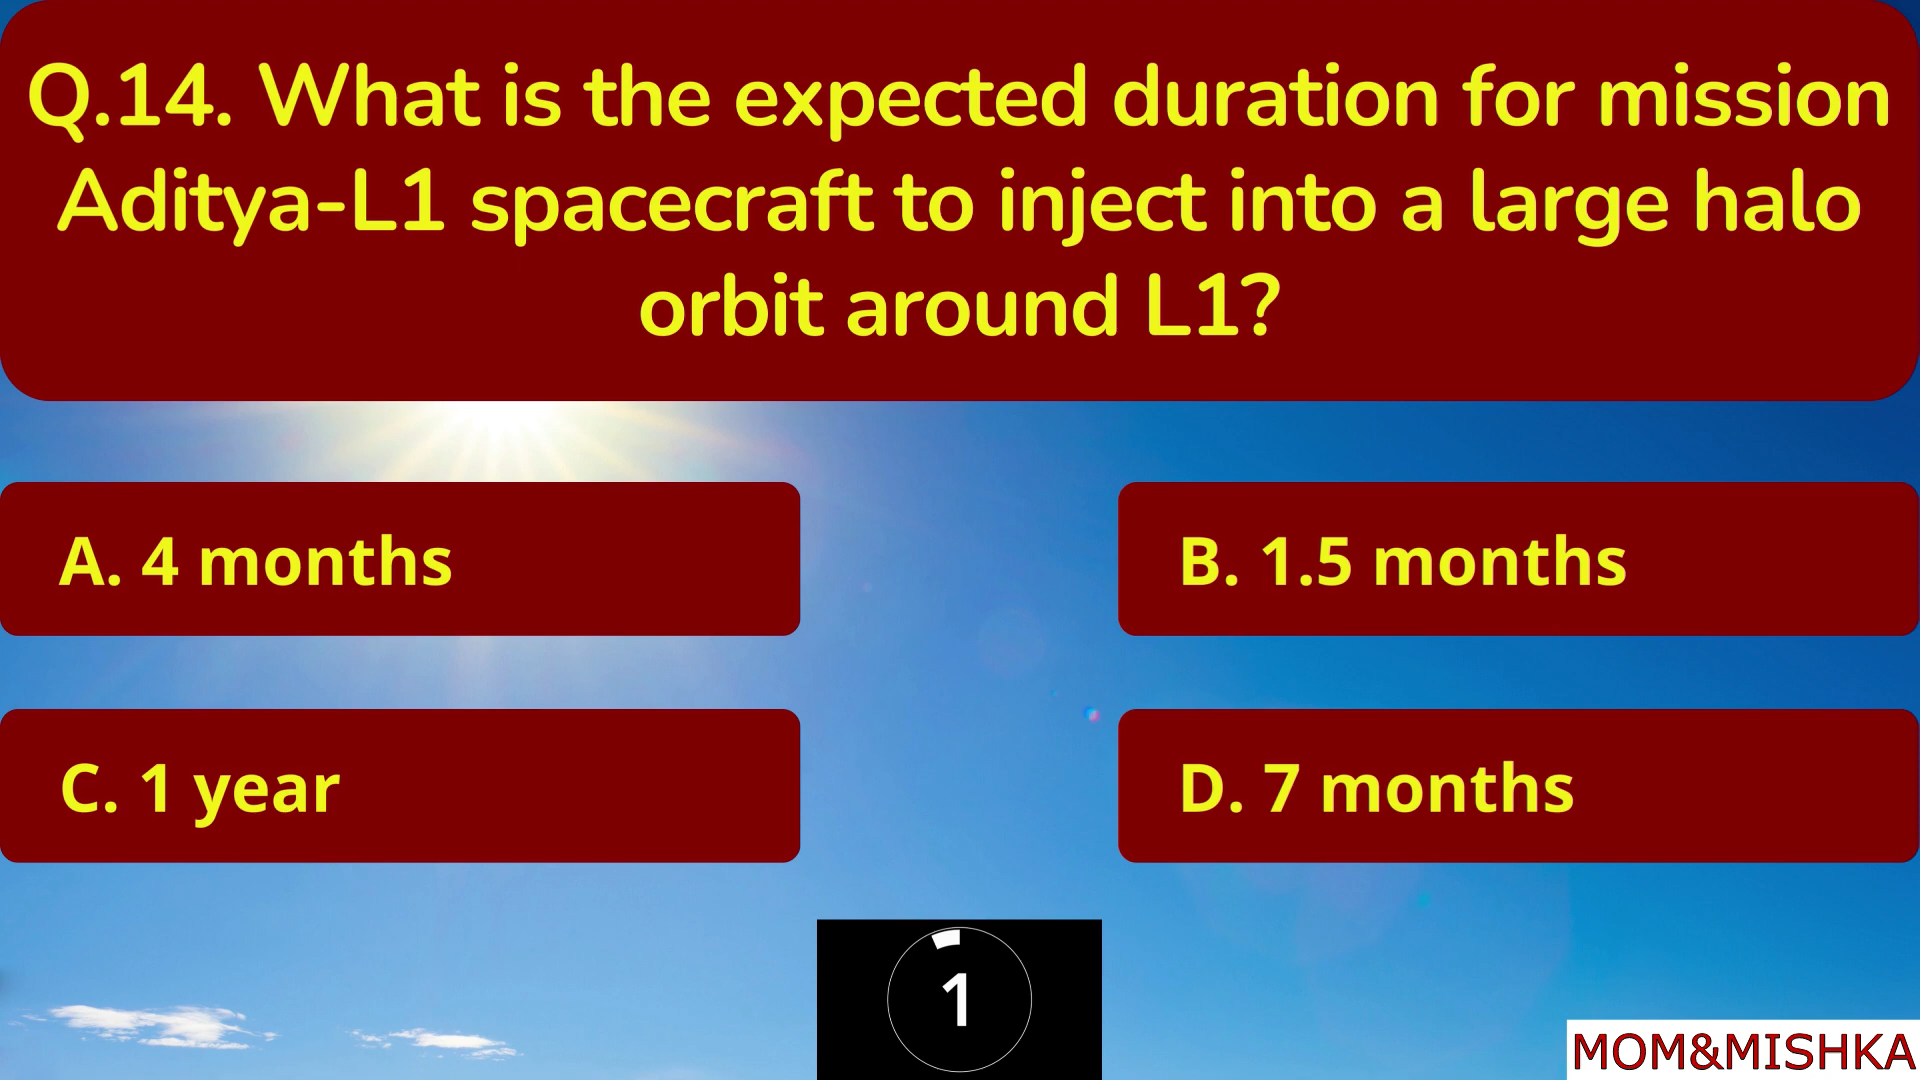 Q.14. What is the expected duration for mission
Aditya-L1 spacecraft to inject into a large halo
orbit around L1?
A. 4 months
B. 1.5 months
C. 1 year
D. 7 months
1
MOM&MISHKA